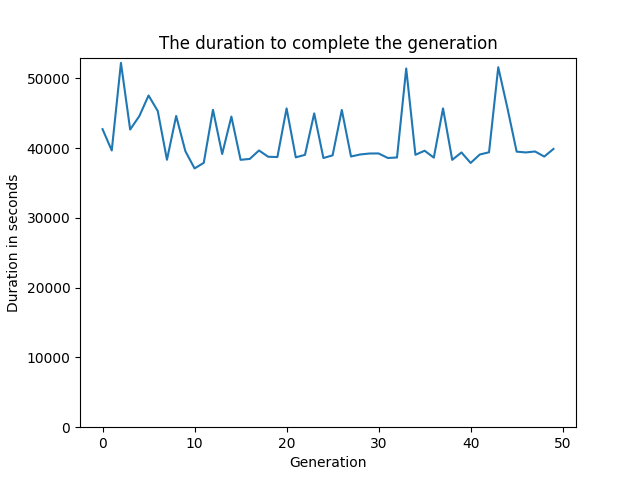 The duration to complete the generation
50000
40000
30000
20000
10000
0
Duration in seconds
0 10 20 30 40 50
Generation